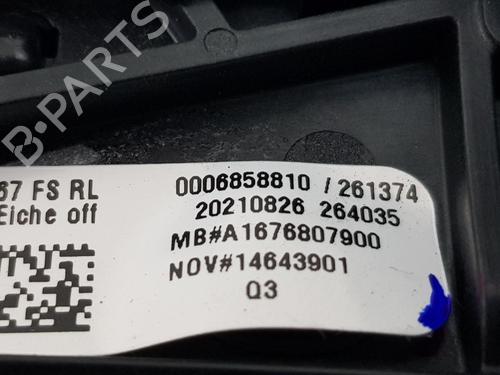 B-PARTS
67 FS RL
Eiche off
0006858810 / 261374
20210826 264035
MB#A1676807900
NOV#14643901
Q3